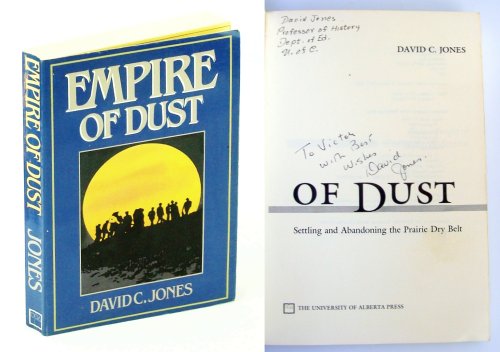 EMPIRE OF DUST
JONES
EMPIRE
OF DUST
DAVID C. JONES
David Jones
Professor of History
Dept. of Ed.
U. of C.
DAVID C. JONES
To Victor
with Best
Wishes
David
Jones.
OF DUST
Settling and Abandoning the Prairie Dry Belt
THE UNIVERSITY OF ALBERTA PRESS